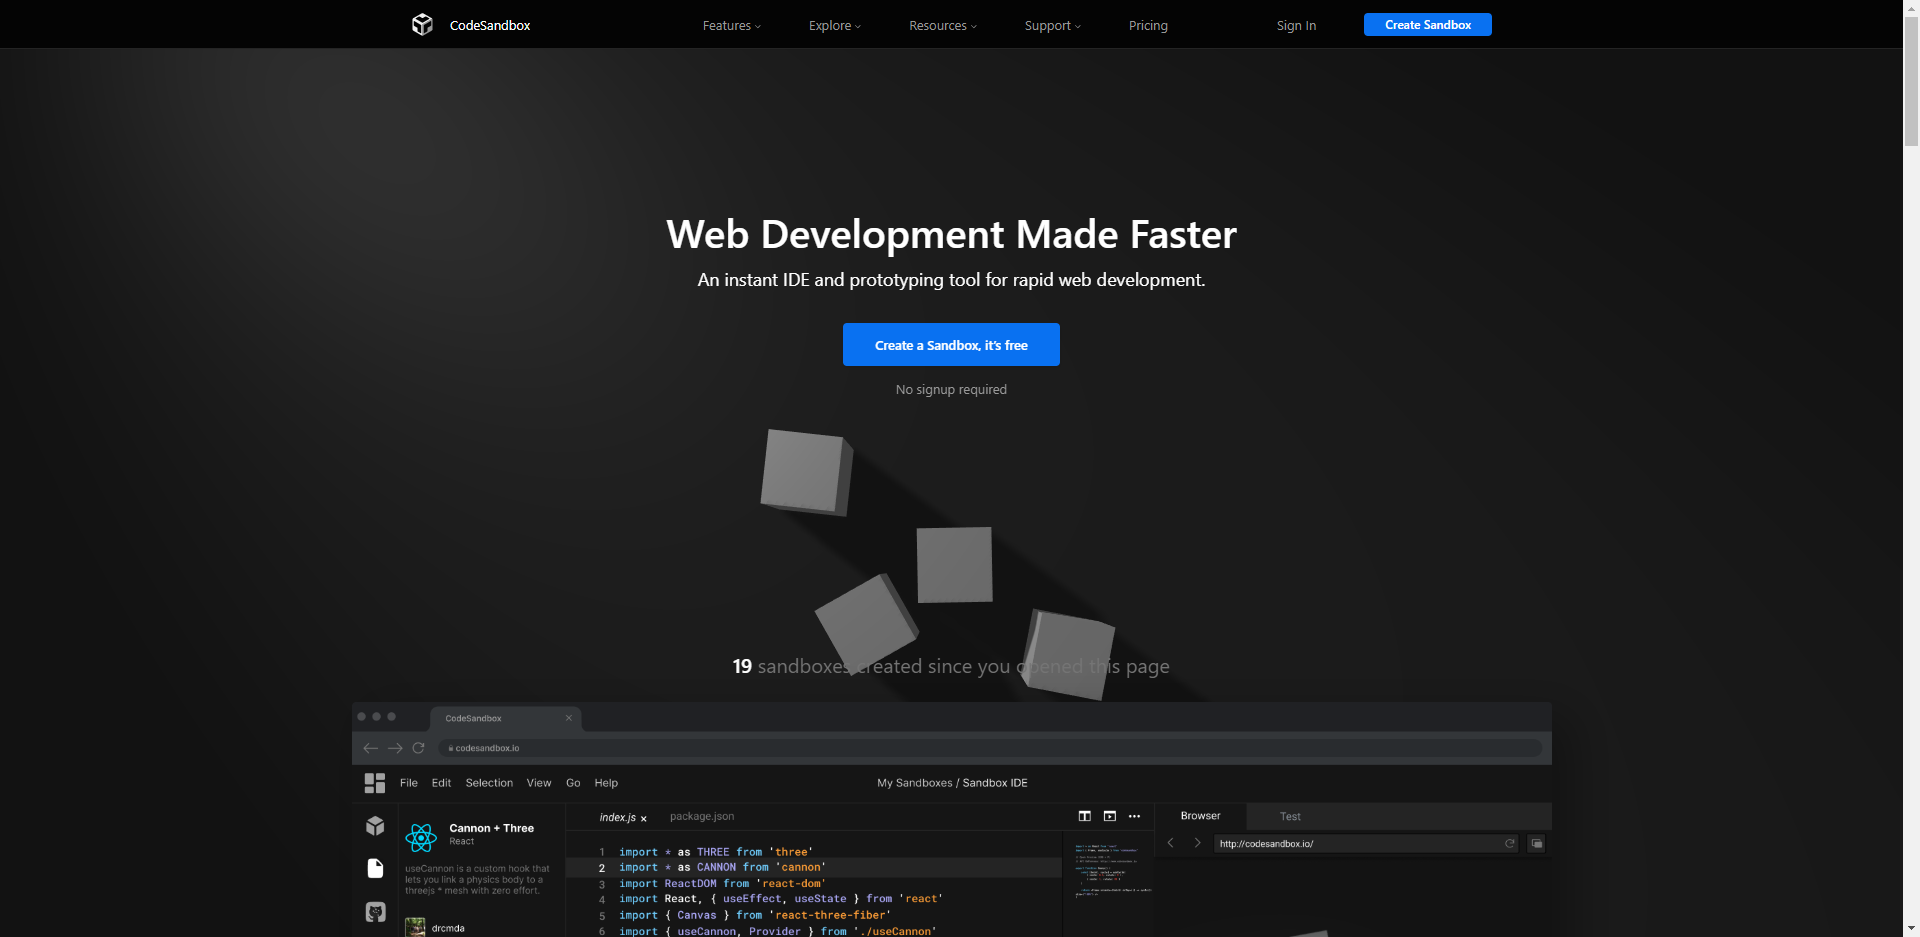 CodeSandbox
Features
Explore
Resources
Support
Pricing
Sign In
Create Sandbox
Web Development Made Faster
An instant IDE and prototyping tool for rapid web development.
Create a Sandbox, it's free
No signup required
19 sandboxes created since you opened this page
CodeSandbox
codesandbox.io
File Edit Selection View Go Help
My Sandboxes / Sandbox IDE
Cannon + Three
React
useCannon is a custom hook that
lets you link a physics body to a
threejs * mesh with zero effort.
drcmda
index.js x
package.json
1 import * as THREE from 'three'
2 import * as CANNON from 'cannon'
3 import ReactDOM from 'react-dom'
4 import React, { useEffect, useState } from 'react'
5 import { Canvas } from 'react-three-fiber'
6 import { useCannon, Provider } from './useCannon'
Browser
Test
http://codesandbox.io/